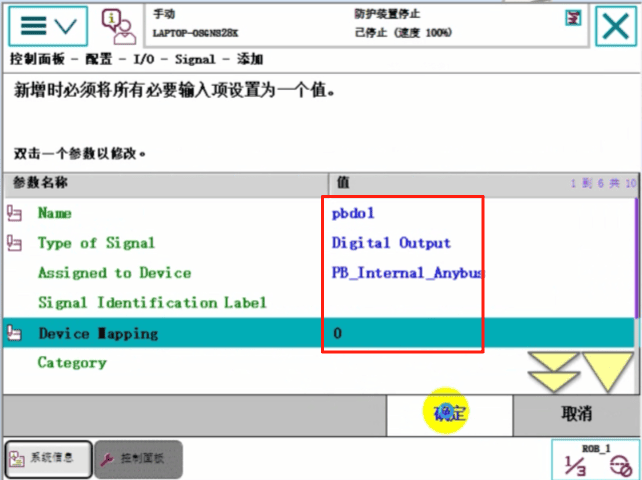 手动
LAPTOP-O8GNS28K
防护装置停止
已停止 (速度 100%)
控制面板 - 配置 - I/O - Signal - 添加
新增时必须将所有必要输入项设置为一个值。
双击一个参数以修改。
参数名称 值 1 到 6 共 10
Name pbdo1
Type of Signal Digital Output
Assigned to Device PB_Internal_Anybus
Signal Identification Label
Device Mapping 0
Category
确定 取消
系统信息 控制面板
ROB_1
1/3